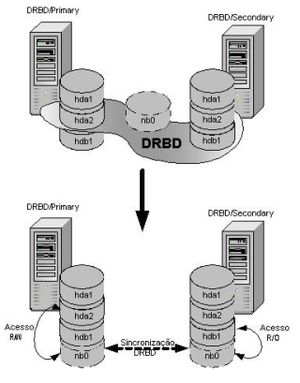 DRBD/Primary
DRBD/Secondary
hda1
hda2
hdb1
nb0
DRBD
hda1
hda2
hdb1
DRBD/Primary
DRBD/Secondary
hda1
hda2
hdb1
nb0
Acesso
R/W
Sincronização
DRBD
hda1
hda2
hdb1
nb0
Acesso
R/O